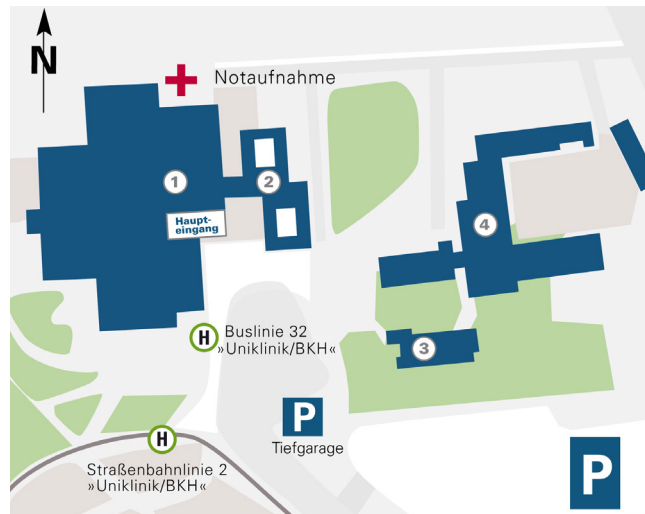 N
Notaufnahme
1
2
Haupt-
eingang
4
H
Buslinie 32
»Uniklinik/BKH«
3
P
Tiefgarage
H
Straßenbahnlinie 2
»Uniklinik/BKH«
P